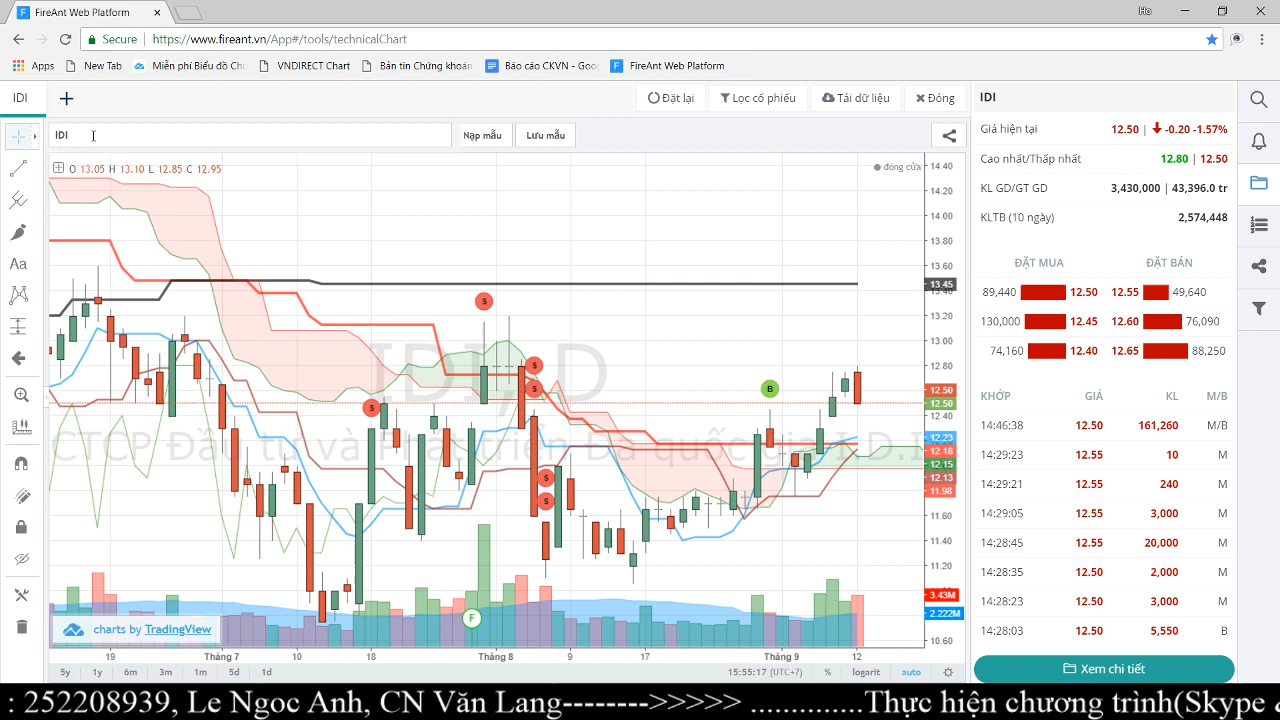 FireAnt Web Platform
Secure | https://www.fireant.vn/App#/tools/technicalChart
Apps New Tab Miễn phí Biểu đồ Chu VNDIRECT Chart Bản tin Chứng khoán Báo cáo CKVN - Goo FireAnt Web Platform
IDI
Đặt lại Lọc cổ phiếu Tải dữ liệu Đóng
IDI
Nạp mẫu Lưu mẫu
O 13.05 H 13.10 L 12.85 C 12.95
đóng cửa
IDI, D
CTCP Đầu tư và Phát triển Đa quốc gia I.D.I
14.40
14.20
14.00
13.80
13.60
13.45
13.40
13.20
13.00
12.80
12.50
12.50
12.40
12.23
12.18
12.15
12.13
11.98
11.60
11.40
11.20
3.43M
2.222M
10.60
S
S
S
S
S
S
B
F
Aa
charts by TradingView
19 Tháng 7 10 18 Tháng 8 9 17 Tháng 9 12
5y 1y 6m 3m 1m 5d 1d
15:55:17 (UTC+7) % logarit auto
IDI
Giá hiện tại 12.50 | -0.20 -1.57%
Cao nhất/Thấp nhất 12.80 | 12.50
KL GD/GT GD 3,430,000 | 43,396.0 tr
KLTB (10 ngày) 2,574,448
ĐẶT MUA ĐẶT BÁN
89,440 12.50 12.55 49,640
130,000 12.45 12.60 76,090
74,160 12.40 12.65 88,250
KHỚP GIÁ KL M/B
14:46:38 12.50 161,260 M/B
14:29:23 12.55 10 M
14:29:21 12.55 240 M
14:29:05 12.55 3,000 M
14:28:45 12.55 20,000 M
14:28:35 12.50 2,000 M
14:28:23 12.50 3,000 M
14:28:03 12.50 5,550 B
Xem chi tiết
: 252208939, Le Ngoc Anh, CN Văn Lang-------->>>>> ..............Thực hiện chương trình(Skype